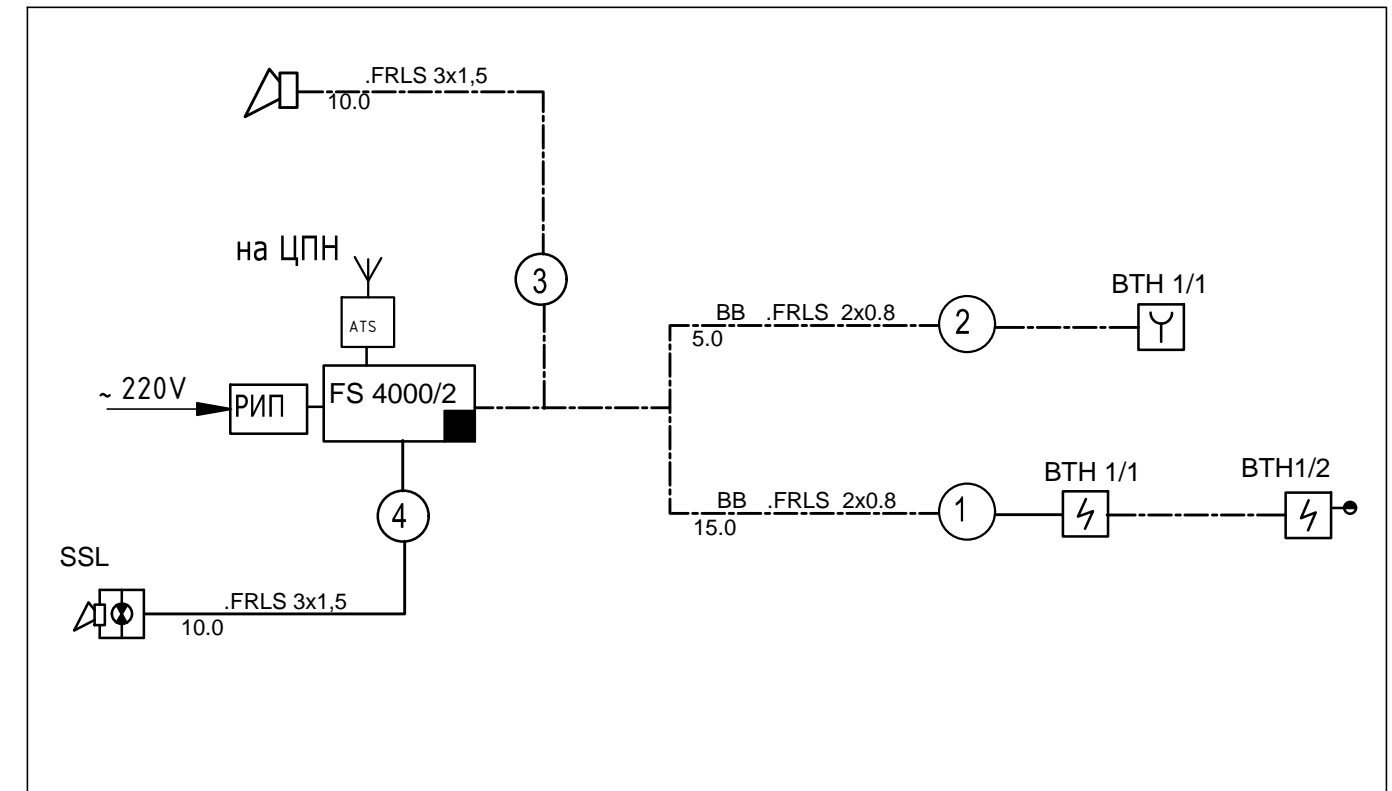 .FRLS 3x1,5
10.0
на ЦПН
3
ATS
BTH 1/1
BB .FRLS 2x0.8
2
5.0
~ 220V
РИП
FS 4000/2
BTH 1/1
BTH1/2
BB .FRLS 2x0.8
1
15.0
4
SSL
.FRLS 3x1,5
10.0